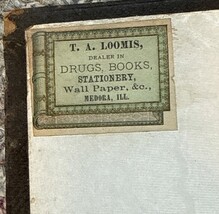 T. A. LOOMIS,
DEALER IN
DRUGS, BOOKS,
STATIONERY,
Wall Paper, &c.,
MEDORA, ILL.